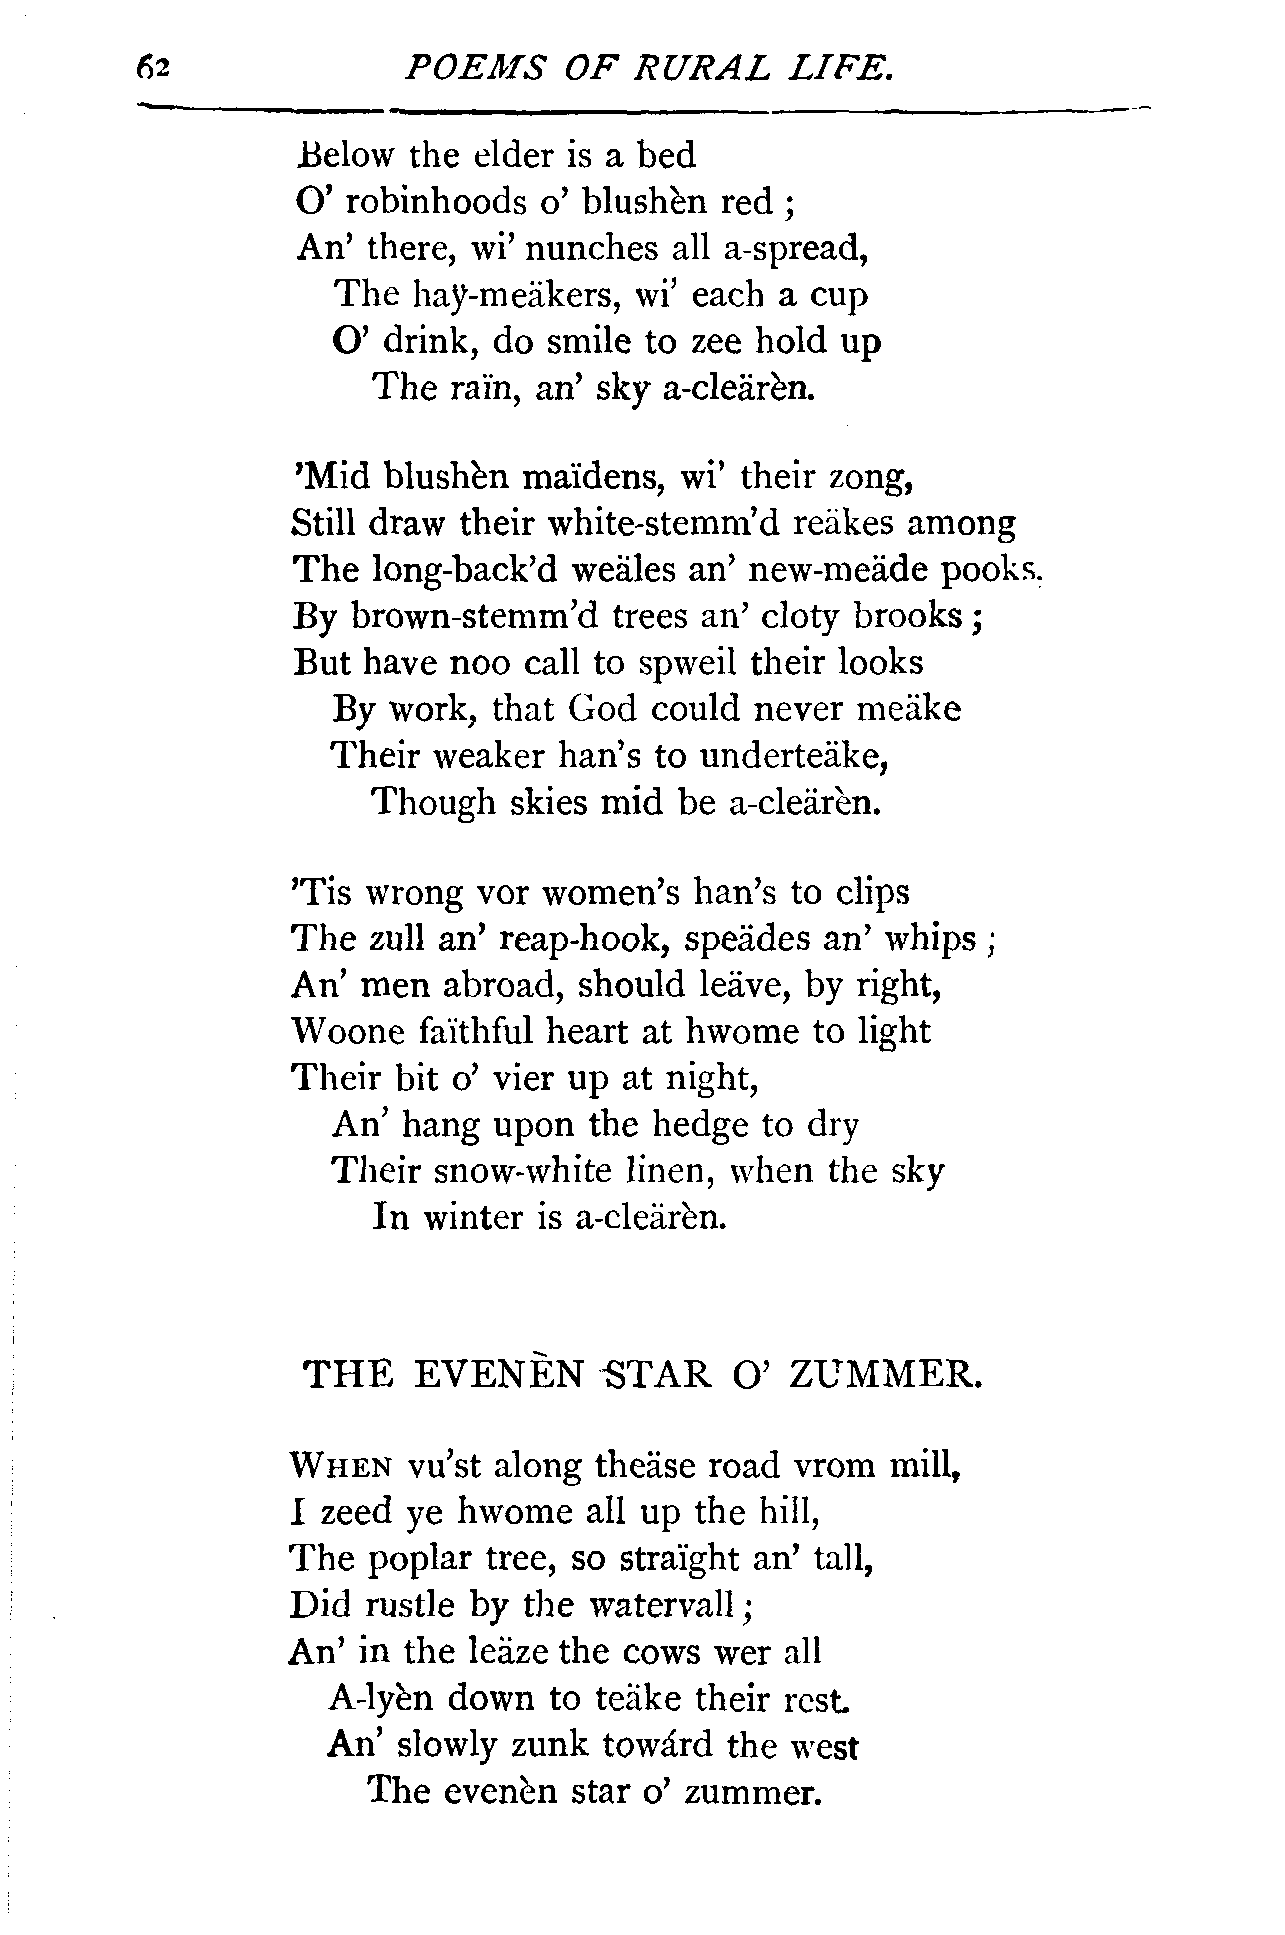 62 POEMS OF RURAL LIFE.
Below the elder is a bed
O' robinhoods o' blushèn red ;
An' there, wi' nunches all a-spread,
The haÿ-meäkers, wi' each a cup
O' drink, do smile to zee hold up
The raïn, an' sky a-cleärèn.
'Mid blushèn maïdens, wi' their zong,
Still draw their white-stemm'd reäkes among
The long-back'd weäles an' new-meäde pooks.
By brown-stemm'd trees an' cloty brooks ;
But have noo call to spweil their looks
By work, that God could never meäke
Their weaker han's to underteäke,
Though skies mid be a-cleärèn.
'Tis wrong vor women's han's to clips
The zull an' reap-hook, speädes an' whips ;
An' men abroad, should leäve, by right,
Woone faïthful heart at hwome to light
Their bit o' vier up at night,
An' hang upon the hedge to dry
Their snow-white linen, when the sky
In winter is a-cleärèn.
THE EVENÈN STAR O' ZUMMER.
WHEN vu'st along theäse road vrom mill,
I zeed ye hwome all up the hill,
The poplar tree, so straïght an' tall,
Did rustle by the watervall ;
An' in the leäze the cows wer all
A-lyèn down to teäke their rest.
An' slowly zunk towárd the west
The evenèn star o' zummer.